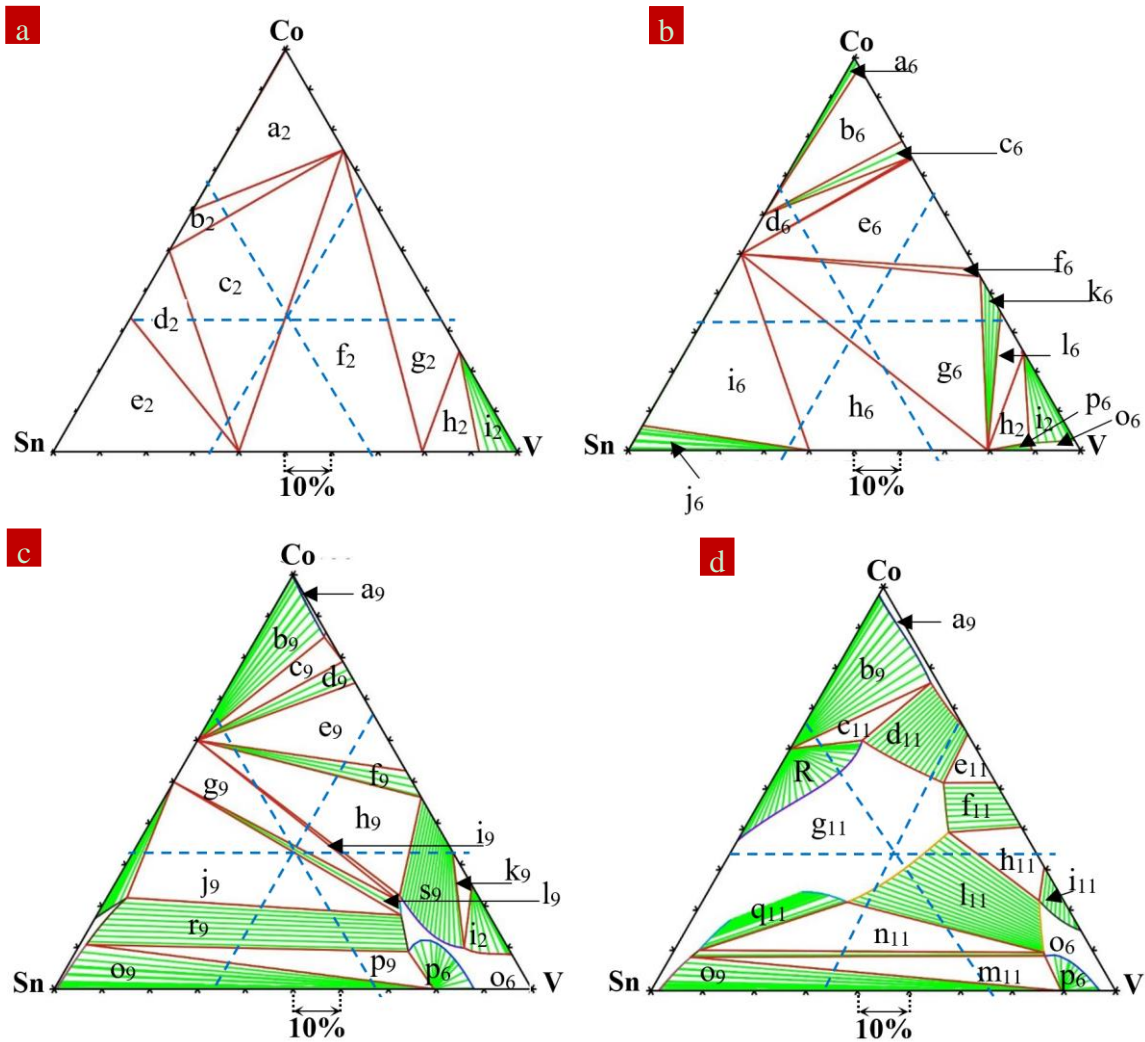 a
Co
a₂
b₂
c₂
d₂
e₂
f₂
g₂
h₂
i₂
Sn
V
10%
b
Co
a₆
b₆
c₆
d₆
e₆
f₆
k₆
l₆
g₆
i₆
h₆
p₆
h₂
i₂
o₆
Sn
V
j₆
10%
c
Co
a₉
b₉
c₉
d₉
e₉
f₉
g₉
h₉
i₉
k₉
l₉
j₉
s₉
i₂
r₉
p₉
p₆
o₉
o₆
Sn
V
10%
d
Co
a₉
b₉
c₁₁
d₁₁
R
e₁₁
f₁₁
g₁₁
h₁₁
i₁₁
l₁₁
q₁₁
n₁₁
o₆
o₉
m₁₁
p₆
Sn
V
10%